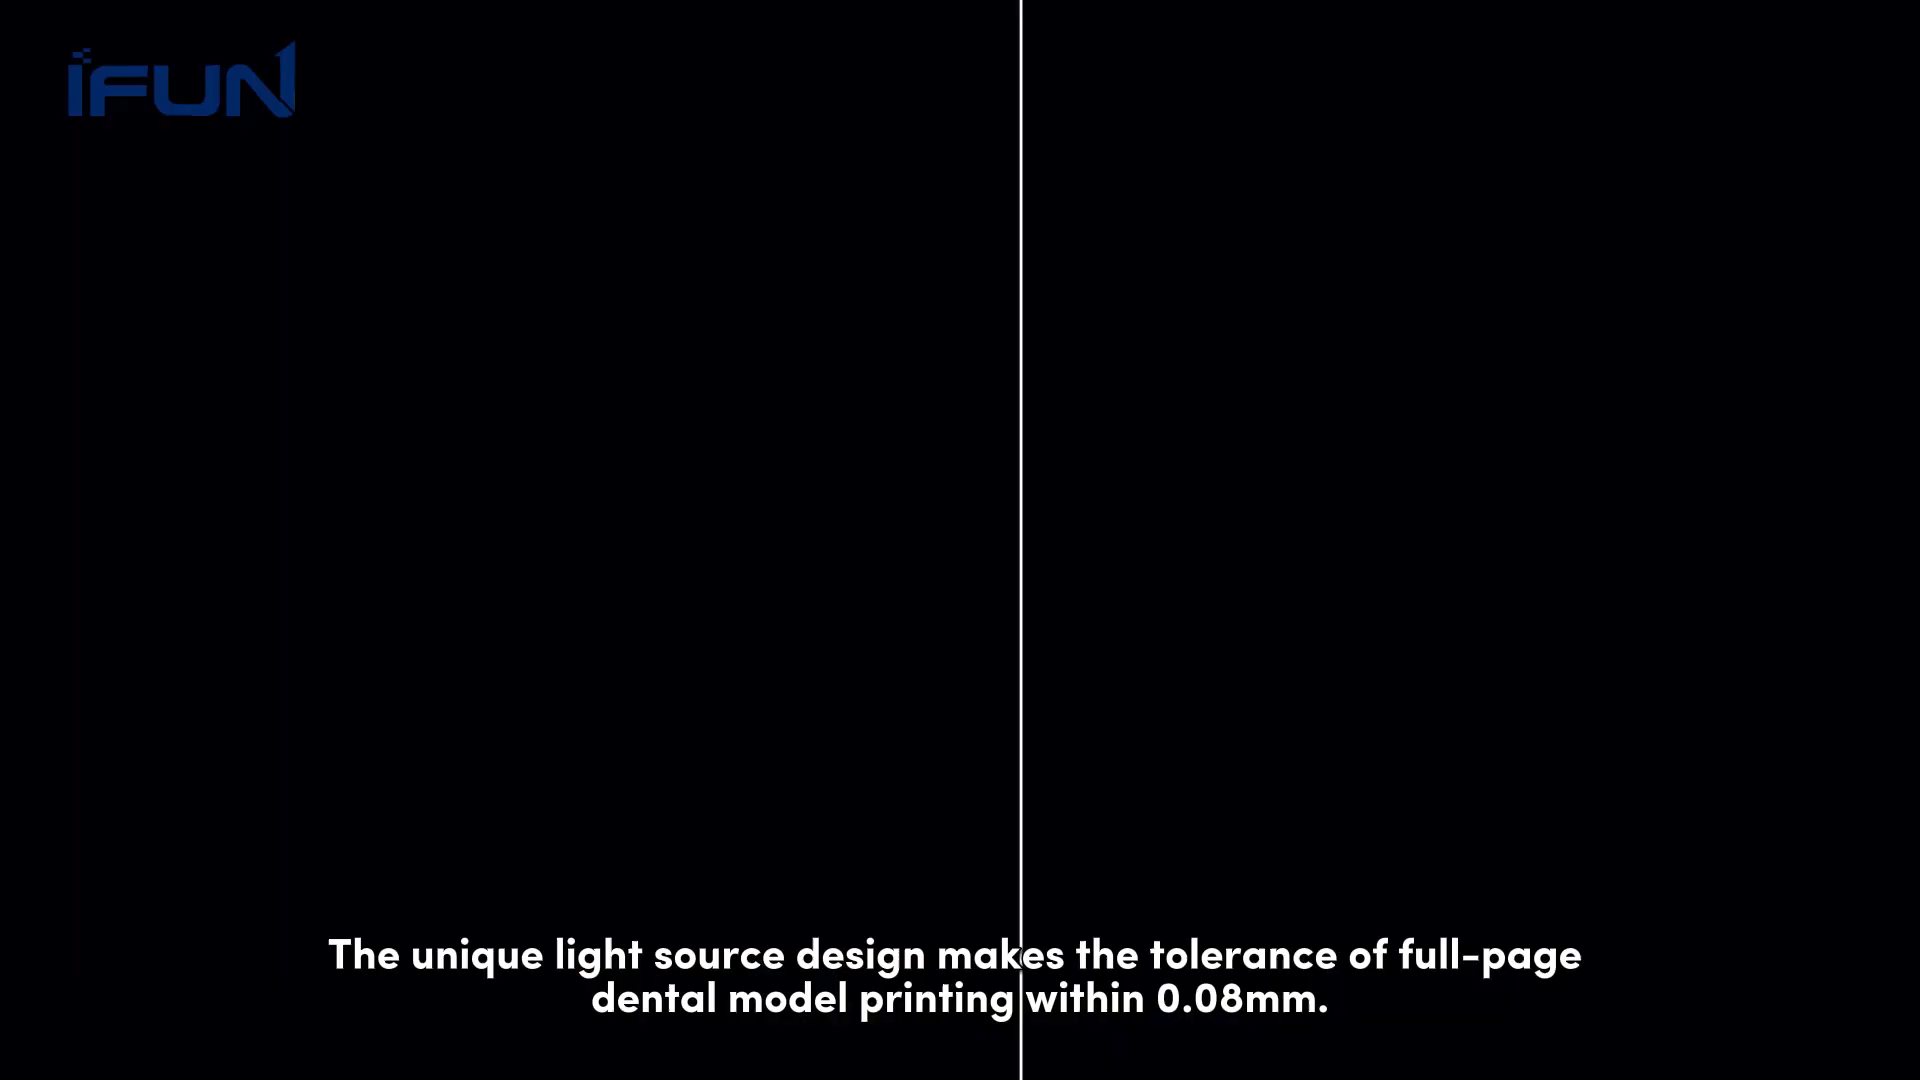 iFUN
The unique light source design makes the tolerance of full-page
dental model printing within 0.08mm.